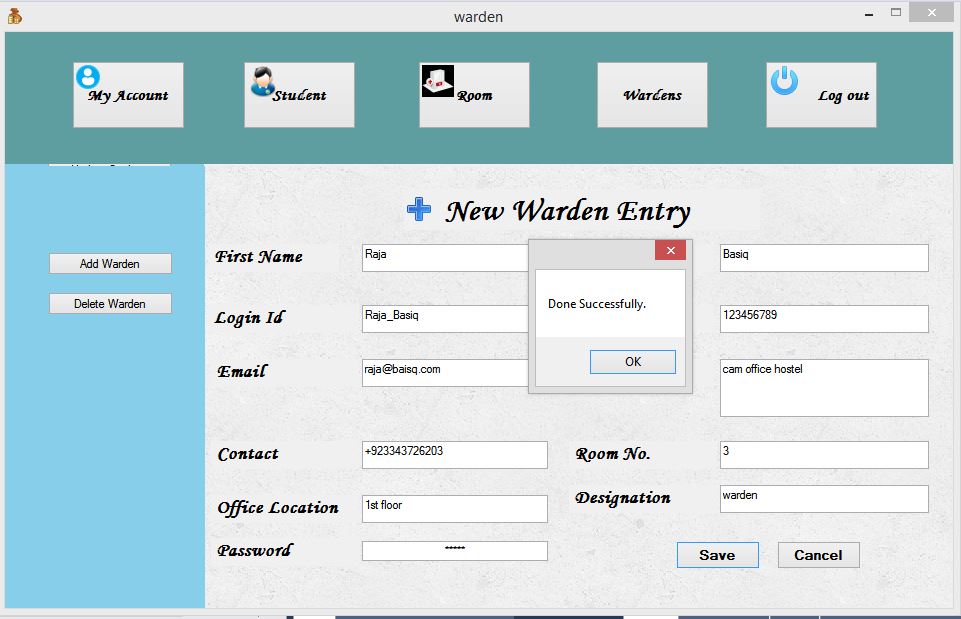 warden
My Account
Student
Room
Wardens
Log out
New Warden Entry
Add Warden
Delete Warden
First Name
Raja
Basiq
Done Successfully.
OK
Login Id
Raja_Basiq
123456789
Email
raja@baisq.com
cam office hostel
Contact
+923343726203
Room No.
3
Office Location
1st floor
Designation
warden
Password
*****
Save
Cancel